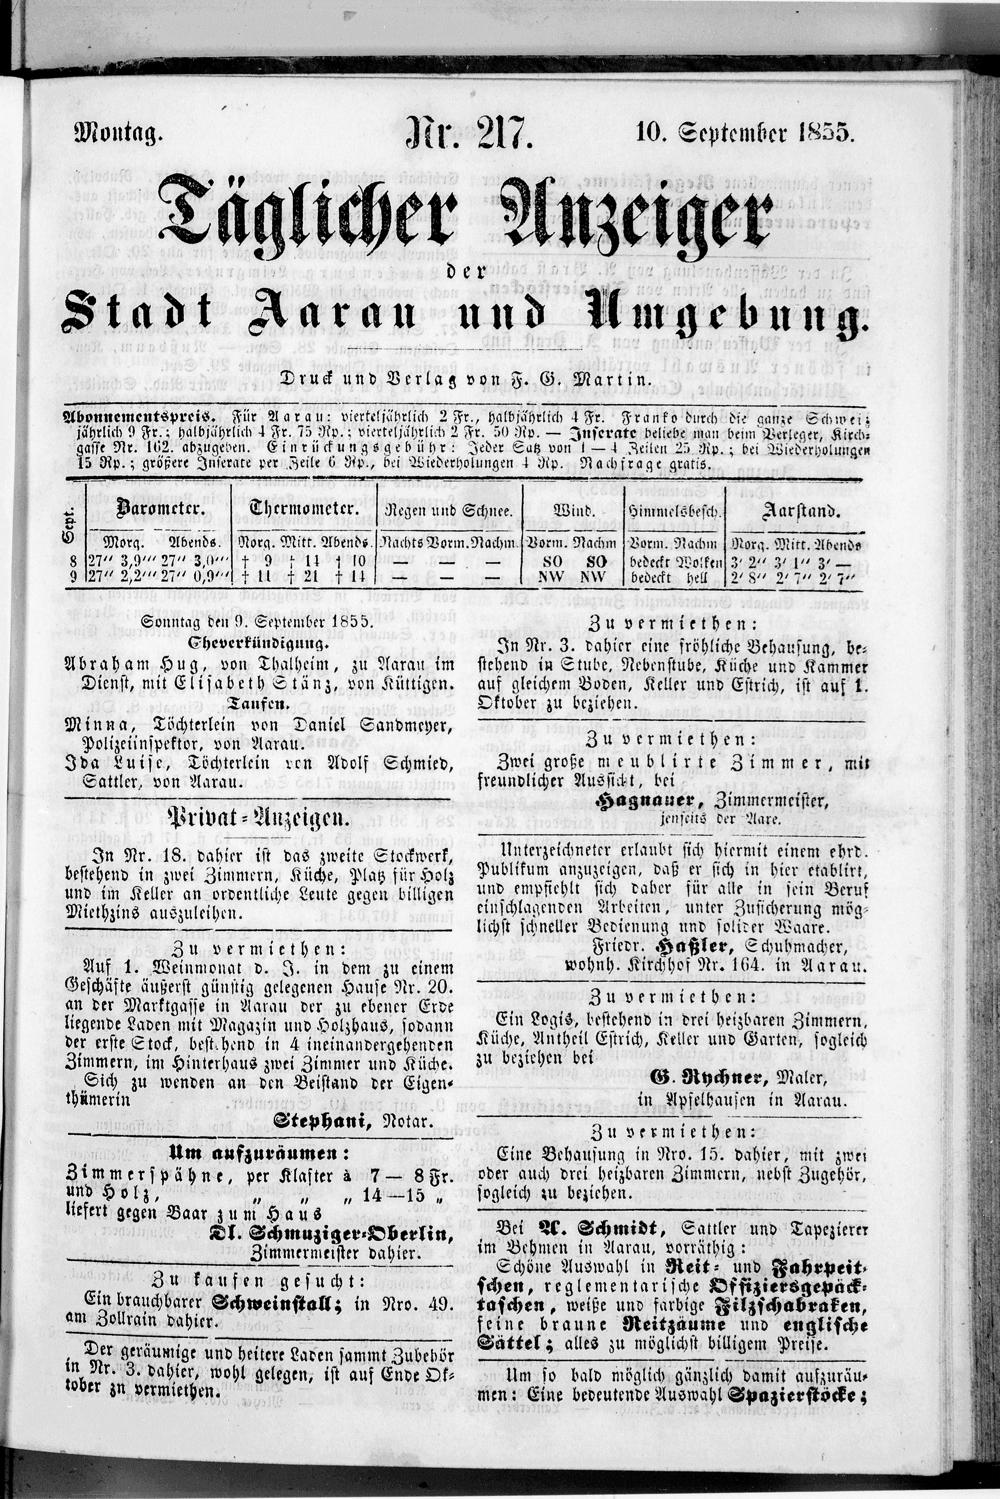 Montag.
Nr. 217.
10. September 1855.
Täglicher Anzeiger
der
Stadt Aarau und Umgebung.
Druck und Verlag von F. G. Martin.
Abonnementspreis. Für Aarau: vierteljährlich 2 Fr., halbjährlich 4 Fr. Franko durch die ganze Schweiz
jährlich 9 Fr.; halbjährlich 4 Fr. 75 Rp.; vierteljährlich 2 Fr. 50 Rp. — Inserate beliebe man beim Verleger, Kirch-
gasse Nr. 162. abzugeben. Einrückungsgebühr: Jeder Satz von 1 — 4 Zeilen 25 Rp.; bei Wiederholungen
15 Rp.; größere Inserate per Zeile 6 Rp., bei Wiederholungen 4 Rp. Nachfrage gratis.
Sept. Barometer. Thermometer. Regen und Schnee. Wind. Himmelsbesch. Aarstand.
Morg. Abends. Morg. Mitt. Abends. Nachts Vorm. Nachm. Vorm. Nachm Vorm. Nachm Morg. Mitt. Abends
8 27" 3,9''' 27" 3,0''' † 9 † 14 † 10 — — — SO SO bedeckt Wolken 3' 2" 3' 1" 3' —
9 27" 2,2''' 27" 0,9''' † 11 † 21 † 14 — — — NW NW bedeckt hell 2' 8" 2' 7" 2' 7"
Sonntag den 9. September 1855.
Eheverkündigung.
Abraham Hug, von Thalheim, zu Aarau im
Dienst, mit Elisabeth Stänz, von Küttigen.
Taufen.
Minna, Töchterlein von Daniel Sandmeyer,
Polizeiinspektor, von Aarau.
Ida Luise, Töchterlein von Adolf Schmied,
Sattler, von Aarau.
Privat-Anzeigen.
In Nr. 18. dahier ist das zweite Stockwerk,
bestehend in zwei Zimmern, Küche, Platz für Holz
und im Keller an ordentliche Leute gegen billigen
Miethzins auszuleihen.
Zu vermiethen:
Auf 1. Weinmonat d. J. in dem zu einem
Geschäfte äußerst günstig gelegenen Hause Nr. 20.
an der Marktgasse in Aarau der zu ebener Erde
liegende Laden mit Magazin und Holzhaus, sodann
der erste Stock, bestehend in 4 ineinandergehenden
Zimmern, im Hinterhaus zwei Zimmer und Küche.
Sich zu wenden an den Beistand der Eigen-
thümerin
Stephani, Notar.
Um aufzuräumen:
Zimmerspähne, per Klafter à 7 — 8 Fr.
und Holz, „ „ „ 14 — 15 „
liefert gegen Baar zum Haus
Dl. Schmuziger-Oberlin,
Zimmermeister dahier.
Zu kaufen gesucht:
Ein brauchbarer Schweinstall; in Nro. 49.
am Zollrain dahier.
Der geräumige und heitere Laden sammt Zubehör
in Nr. 3. dahier, wohl gelegen, ist auf Ende Ok-
tober zu vermiethen.
Zu vermiethen:
In Nr. 3. dahier eine fröhliche Behausung, be-
stehend in Stube, Nebenstube, Küche und Kammer
auf gleichem Boden, Keller und Estrich, ist auf 1.
Oktober zu beziehen.
Zu vermiethen:
Zwei große meublirte Zimmer, mit
freundlicher Aussicht, bei
Hagnauer, Zimmermeister,
jenseits der Aare.
Unterzeichneter erlaubt sich hiermit einem ehrd.
Publikum anzuzeigen, daß er sich in hier etablirt,
und empfiehlt sich daher für alle in sein Beruf
einschlagenden Arbeiten, unter Zusicherung mög-
lichst schneller Bedienung und solider Waare.
Friedr. Haßler, Schuhmacher,
wohnh. Kirchhof Nr. 164. in Aarau.
Zu vermiethen:
Ein Logis, bestehend in drei heizbaren Zimmern,
Küche, Antheil Estrich, Keller und Garten, sogleich
zu beziehen bei
G. Rychner, Maler,
in Apfelhausen in Aarau.
Zu vermiethen:
Eine Behausung in Nro. 15. dahier, mit zwei
oder auch drei heizbaren Zimmern, nebst Zugehör,
sogleich zu beziehen.
Bei A. Schmidt, Sattler und Tapezierer
im Behmen in Aarau, vorräthig:
Schöne Auswahl in Reit- und Fahrpeit-
schen, reglementarische Offiziersgepäck-
taschen, weiße und farbige Filzschabraken,
feine braune Reitzäume und englische
Sättel; alles zu möglichst billigem Preise.
Um so bald möglich gänzlich damit aufzuräu-
men: Eine bedeutende Auswahl Spazierstöcke;